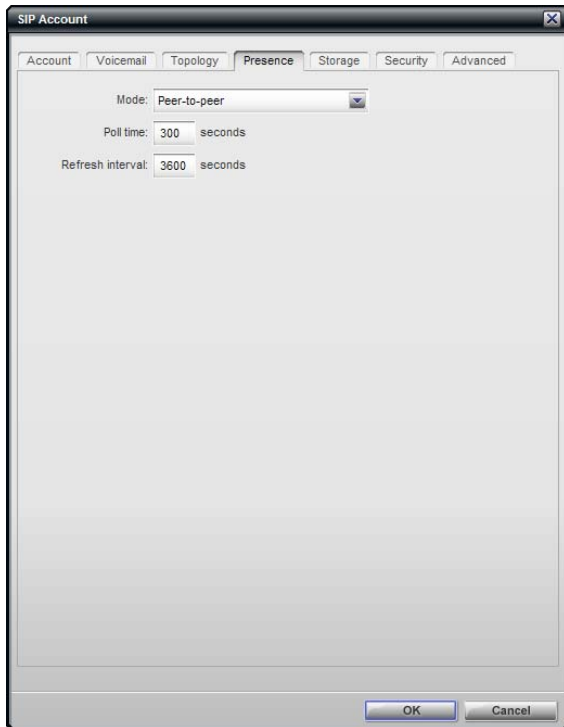 SIP Account
Account Voicemail Topology Presence Storage Security Advanced
Mode: Peer-to-peer
Poll time: 300 seconds
Refresh interval: 3600 seconds
OK Cancel